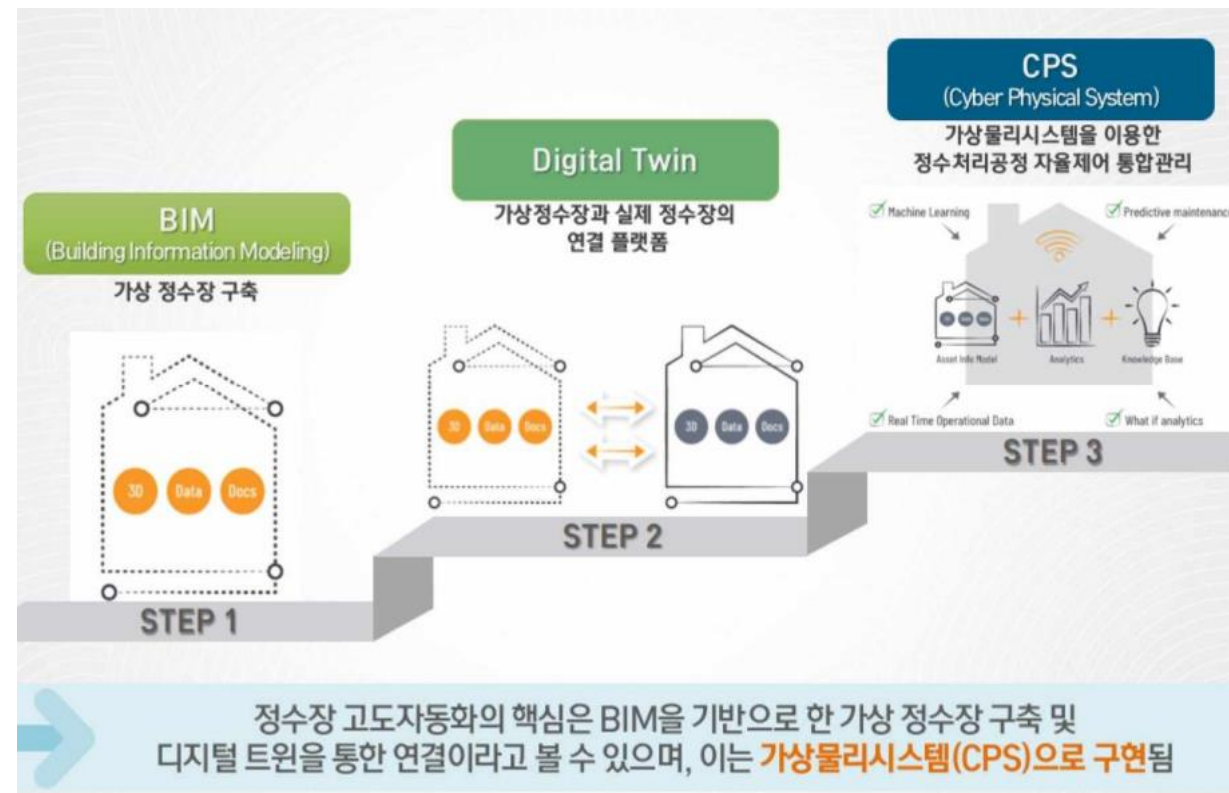 BIM
(Building Information Modeling)
가상 정수장 구축
3D
Data
Docs
STEP 1
Digital Twin
가상정수장과 실제 정수장의
연결 플랫폼
3D
Data
Docs
3D
Data
Docs
STEP 2
CPS
(Cyber Physical System)
가상물리시스템을 이용한
정수처리공정 자율제어 통합관리
Machine Learning
Predictive maintenance
Asset Info Model
Analytics
Knowledge Base
Real Time Operational Data
What if analytics
STEP 3
정수장 고도자동화의 핵심은 BIM을 기반으로 한 가상 정수장 구축 및
디지털 트윈을 통한 연결이라고 볼 수 있으며, 이는 가상물리시스템(CPS)으로 구현됨